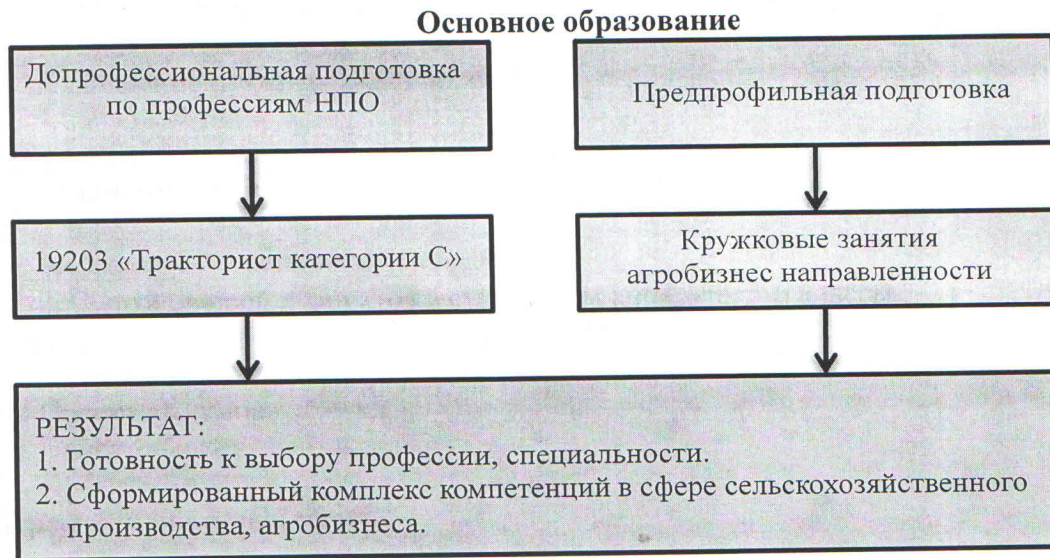 Основное образование
Допрофессиональная подготовка
по профессиям НПО
Предпрофильная подготовка
19203 «Тракторист категории С»
Кружковые занятия
агробизнес направленности
РЕЗУЛЬТАТ:
1. Готовность к выбору профессии, специальности.
2. Сформированный комплекс компетенций в сфере сельскохозяйственного
производства, агробизнеса.